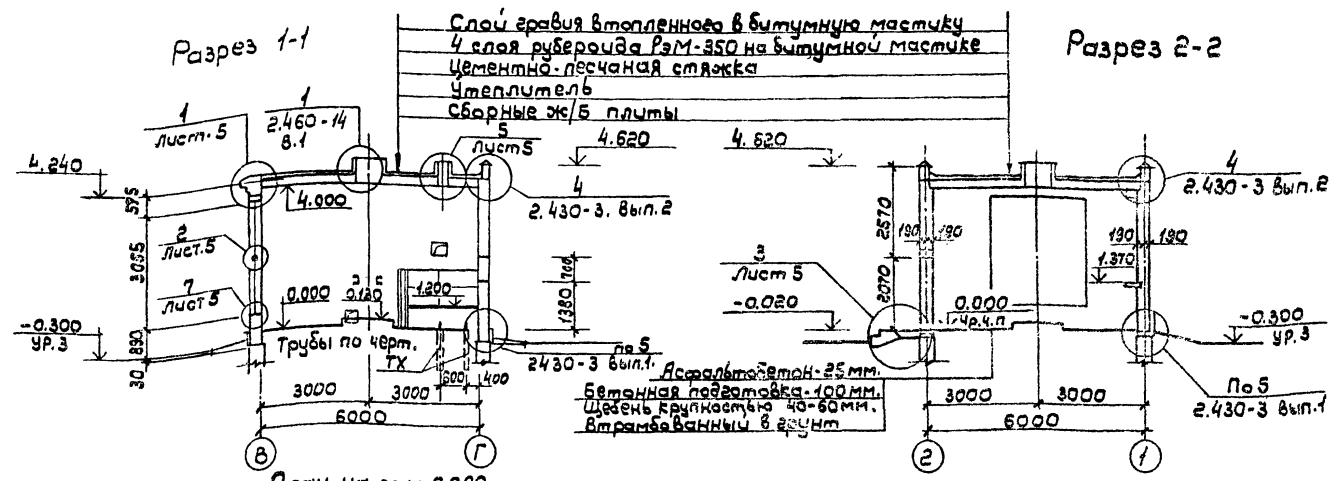 Разрез 1-1
Слой гравия втопленного в битумную мастику
4 слоя рубероида РэМ-350 на битумной мастике
Цементно-песчаная стяжка
Утеплитель
Сборные ж/б плиты
Разрез 2-2
1
Лист. 5
1
2.460-14
В.1
5
Лист 5
4.620
4.620
4.240
4.000
4
2.430-3. Вып.2
4
2.430-3 Вып.2
595
3055
890
30
2
Лист.5
7
Лист 5
0.000
1.200
700
1380
-0.300
УР.З
Трубы по черт.
ТХ
600
400
по 5
2430-3 Вып.1.
3000
3000
6000
В
Г
2570
2070
190
190
190
190
1.370
Лист 5
-0.020
0.000
Ур.ч.п
-0.300
УР.З
Асфальтобетон-25мм.
Бетонная подготовка-100мм.
Щебень крупностью 40-60мм.
Втрамбованный в грунт
По 5
2.430-3 Вып.1
3000
3000
6000
2
1